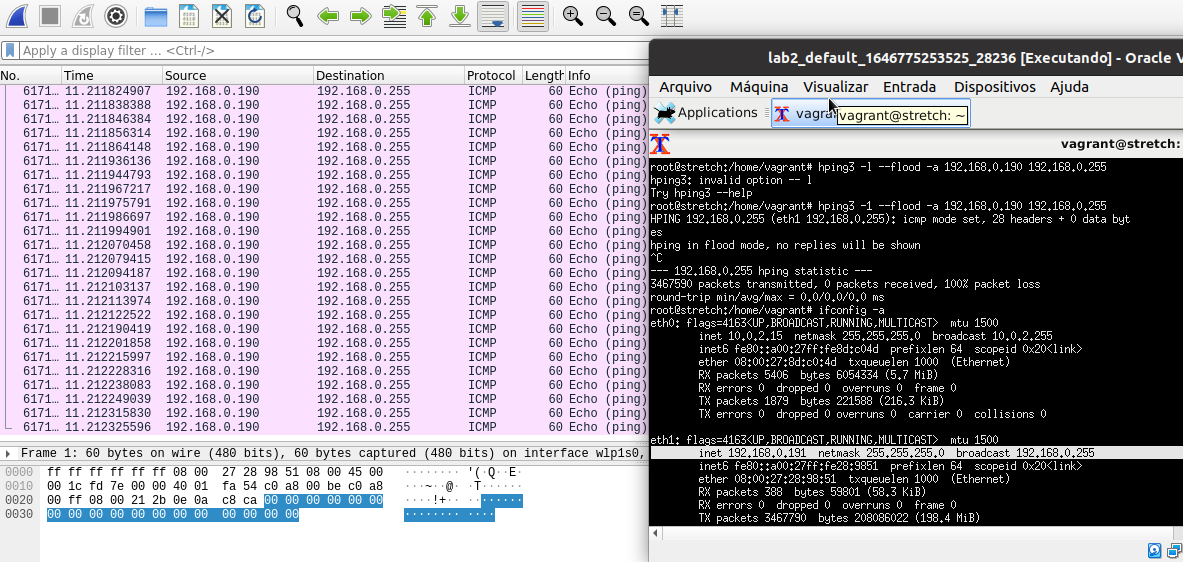 Apply a display filter ... <Ctrl-/>
No. Time Source Destination Protocol Length Info
6171… 11.211824907 192.168.0.190 192.168.0.255 ICMP 60 Echo (ping)
6171… 11.211838388 192.168.0.190 192.168.0.255 ICMP 60 Echo (ping)
6171… 11.211846384 192.168.0.190 192.168.0.255 ICMP 60 Echo (ping)
6171… 11.211856314 192.168.0.190 192.168.0.255 ICMP 60 Echo (ping)
6171… 11.211864148 192.168.0.190 192.168.0.255 ICMP 60 Echo (ping)
6171… 11.211936136 192.168.0.190 192.168.0.255 ICMP 60 Echo (ping)
6171… 11.211944793 192.168.0.190 192.168.0.255 ICMP 60 Echo (ping)
6171… 11.211967217 192.168.0.190 192.168.0.255 ICMP 60 Echo (ping)
6171… 11.211975791 192.168.0.190 192.168.0.255 ICMP 60 Echo (ping)
6171… 11.211986697 192.168.0.190 192.168.0.255 ICMP 60 Echo (ping)
6171… 11.211994901 192.168.0.190 192.168.0.255 ICMP 60 Echo (ping)
6171… 11.212070458 192.168.0.190 192.168.0.255 ICMP 60 Echo (ping)
6171… 11.212079415 192.168.0.190 192.168.0.255 ICMP 60 Echo (ping)
6171… 11.212094187 192.168.0.190 192.168.0.255 ICMP 60 Echo (ping)
6171… 11.212103137 192.168.0.190 192.168.0.255 ICMP 60 Echo (ping)
6171… 11.212113974 192.168.0.190 192.168.0.255 ICMP 60 Echo (ping)
6171… 11.212122522 192.168.0.190 192.168.0.255 ICMP 60 Echo (ping)
6171… 11.212190419 192.168.0.190 192.168.0.255 ICMP 60 Echo (ping)
6171… 11.212201858 192.168.0.190 192.168.0.255 ICMP 60 Echo (ping)
6171… 11.212215997 192.168.0.190 192.168.0.255 ICMP 60 Echo (ping)
6171… 11.212228316 192.168.0.190 192.168.0.255 ICMP 60 Echo (ping)
6171… 11.212238083 192.168.0.190 192.168.0.255 ICMP 60 Echo (ping)
6171… 11.212249039 192.168.0.190 192.168.0.255 ICMP 60 Echo (ping)
6171… 11.212315830 192.168.0.190 192.168.0.255 ICMP 60 Echo (ping)
6171… 11.212325596 192.168.0.190 192.168.0.255 ICMP 60 Echo (ping)
Frame 1: 60 bytes on wire (480 bits), 60 bytes captured (480 bits) on interface wlp1s0,
0000 ff ff ff ff ff ff 08 00 27 28 98 51 08 00 45 00 ········ '(·Q··E·
0010 00 1c fd 7e 00 00 40 01 fa 54 c0 a8 00 be c0 a8 ···~··@· ·T······
0020 00 ff 08 00 21 2b 0e 0a c8 ca 00 00 00 00 00 00 ····!+·· ········
0030 00 00 00 00 00 00 00 00 00 00 00 00 ········ ····
lab2_default_1646775253525_28236 [Executando] - Oracle V
Arquivo Máquina Visualizar Entrada Dispositivos Ajuda
Applications vagra
vagrant@stretch: ~
vagrant@stretch:
root@stretch:/home/vagrant# hping3 -l --flood -a 192.168.0.190 192.168.0.255
hping3: invalid option -- l
Try hping3 --help
root@stretch:/home/vagrant# hping3 -1 --flood -a 192.168.0.190 192.168.0.255
HPING 192.168.0.255 (eth1 192.168.0.255): icmp mode set, 28 headers + 0 data byt
es
hping in flood mode, no replies will be shown
^C
--- 192.168.0.255 hping statistic ---
3467590 packets transmitted, 0 packets received, 100% packet loss
round-trip min/avg/max = 0.0/0.0/0.0 ms
root@stretch:/home/vagrant# ifconfig -a
eth0: flags=4163<UP,BROADCAST,RUNNING,MULTICAST> mtu 1500
inet 10.0.2.15 netmask 255.255.255.0 broadcast 10.0.2.255
inet6 fe80::a00:27ff:fe8d:c04d prefixlen 64 scopeid 0x20<link>
ether 08:00:27:8d:c0:4d txqueuelen 1000 (Ethernet)
RX packets 5406 bytes 6054334 (5.7 MiB)
RX errors 0 dropped 0 overruns 0 frame 0
TX packets 1879 bytes 221588 (216.3 KiB)
TX errors 0 dropped 0 overruns 0 carrier 0 collisions 0
eth1: flags=4163<UP,BROADCAST,RUNNING,MULTICAST> mtu 1500
inet 192.168.0.191 netmask 255.255.255.0 broadcast 192.168.0.255
inet6 fe80::a00:27ff:fe28:9851 prefixlen 64 scopeid 0x20<link>
ether 08:00:27:28:98:51 txqueuelen 1000 (Ethernet)
RX packets 388 bytes 59801 (58.3 KiB)
RX errors 0 dropped 0 overruns 0 frame 0
TX packets 3467790 bytes 208086022 (198.4 MiB)